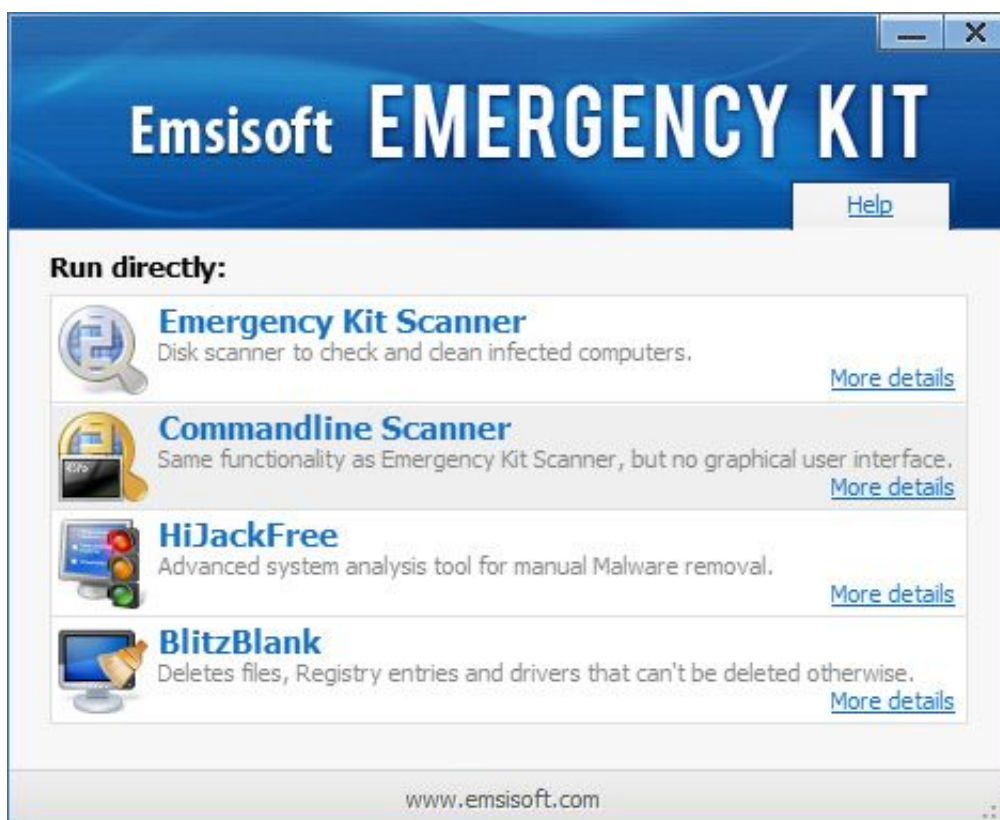 Emsisoft EMERGENCY KIT
Help
Run directly:
Emergency Kit Scanner
Disk scanner to check and clean infected computers.
More details
Commandline Scanner
Same functionality as Emergency Kit Scanner, but no graphical user interface.
More details
HiJackFree
Advanced system analysis tool for manual Malware removal.
More details
BlitzBlank
Deletes files, Registry entries and drivers that can't be deleted otherwise.
More details
www.emsisoft.com